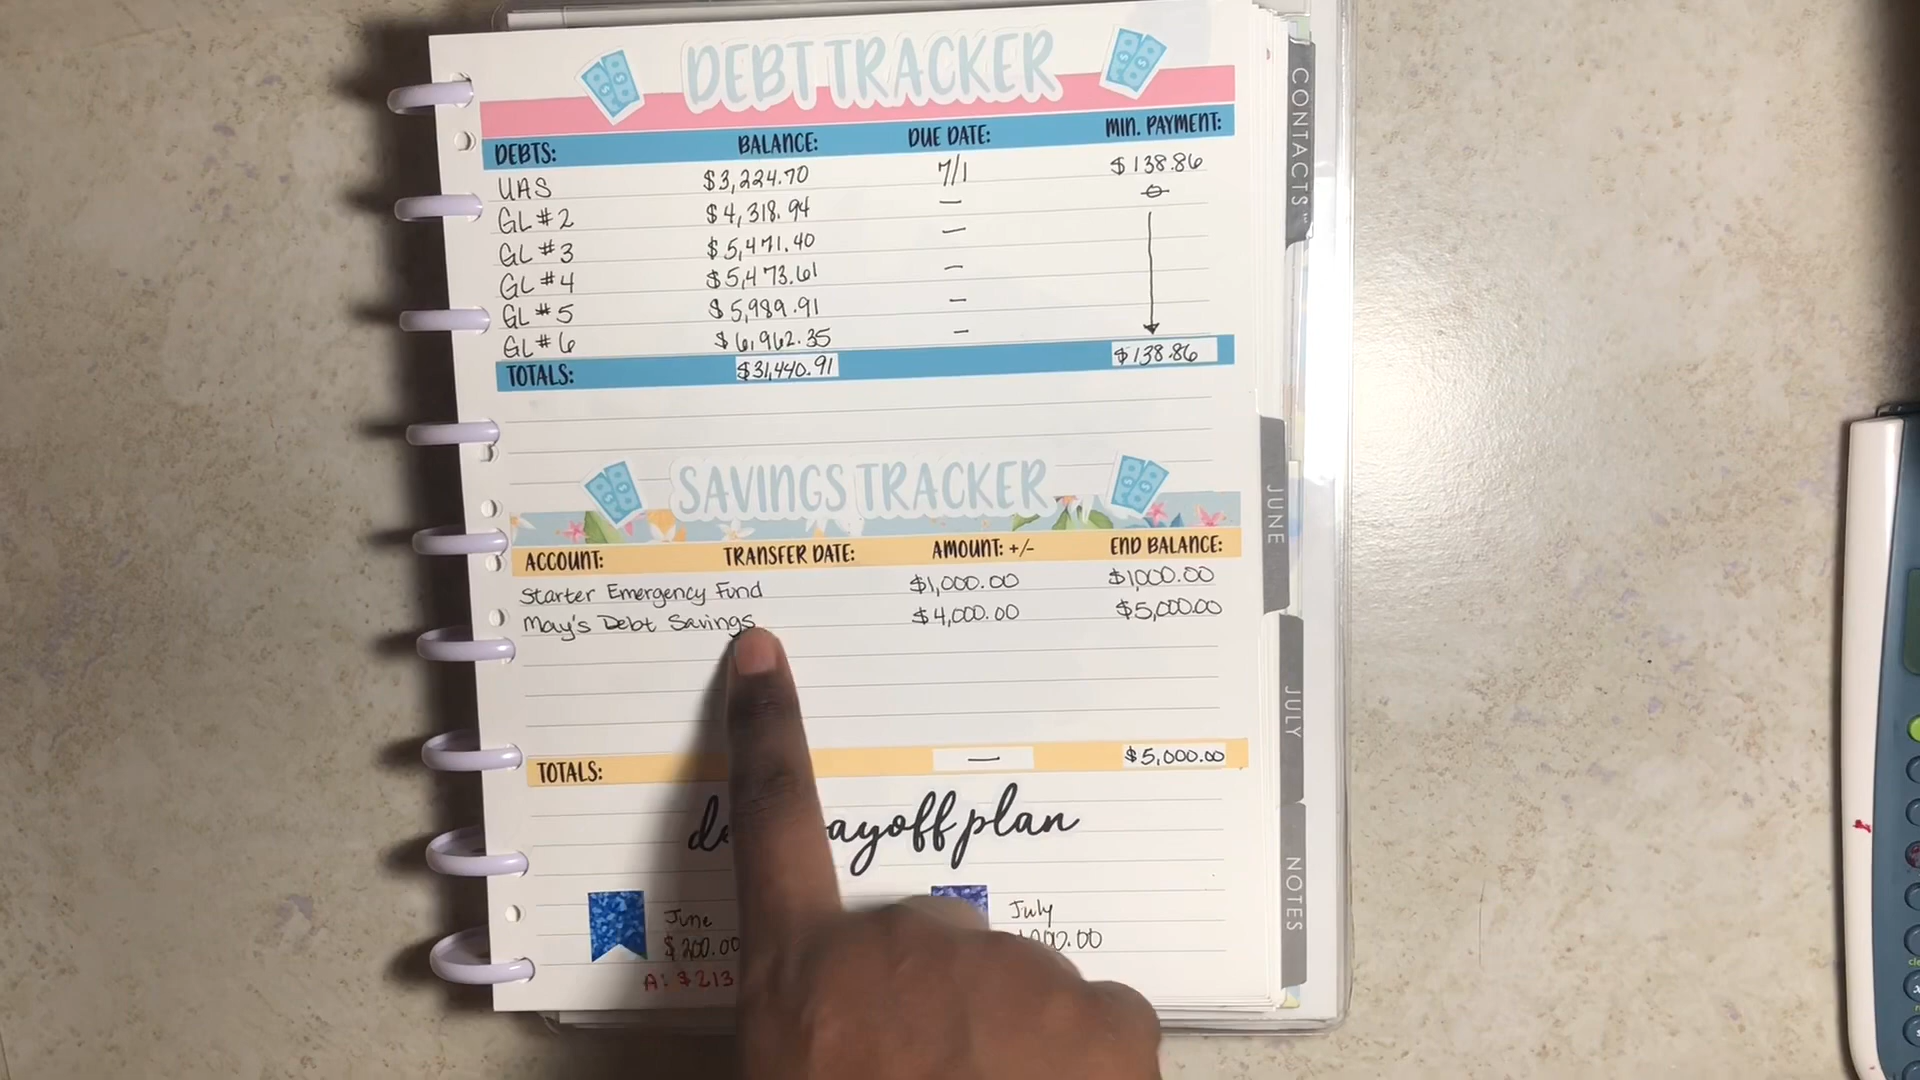 DEBT TRACKER
DEBTS: BALANCE: DUE DATE: MIN. PAYMENT:
UAS $3,224.70 7/1 $138.86
GL #2 $4,318.94 —
GL #3 $5,471.40 —
GL #4 $5,473.61 —
GL #5 $5,989.91 —
GL #6 $6,962.35 —
TOTALS: $31,440.91 $138.86
SAVINGS TRACKER
ACCOUNT: TRANSFER DATE: AMOUNT: +/- END BALANCE:
Starter Emergency Fund $1,000.00 $1,000.00
May's Debt Savings $4,000.00 $5,000.00
TOTALS: — $5,000.00
payoff plan
June July
$200.00
A: $213
CONTACTS
JUNE
JULY
NOTES